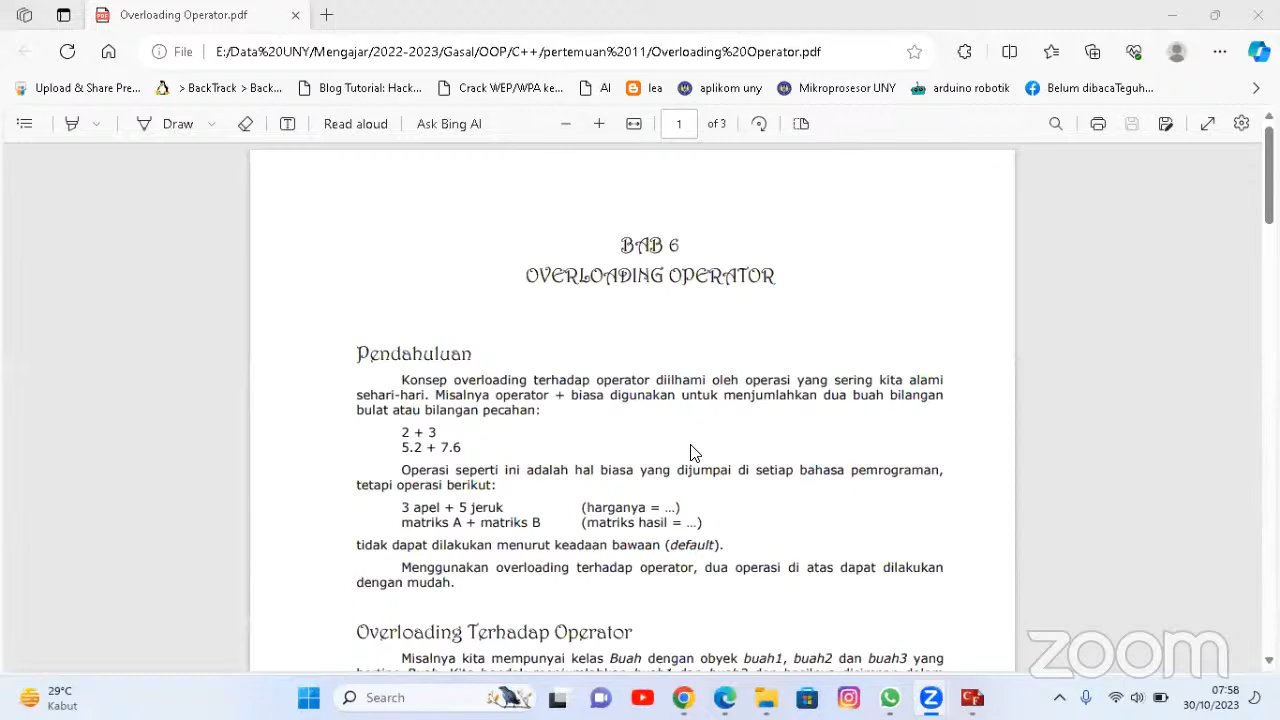 Overloading Operator.pdf
File E:/Data%20UNY/Mengajar/2022-2023/Gasal/OOP/C++/pertemuan%2011/Overloading%20Operator.pdf
Upload & Share Pre... > BackTrack > Back... Blng Tutorial: Hack... Crack WEP/WPA ke... AI lea aplikom uny Mikroprosesor UNY arduino robotik Belum dibacaTeguh...
Draw Read aloud Ask Bing AI 1 of 3
BAB 6
OVERLOADING OPERATOR
Pendahuluan
Konsep overloading terhadap operator diilhami oleh operasi yang sering kita alami
sehari-hari. Misalnya operator + biasa digunakan untuk menjumlahkan dua buah bilangan
bulat atau bilangan pecahan:
2 + 3
5.2 + 7.6
Operasi seperti ini adalah hal biasa yang dijumpai di setiap bahasa pemrograman,
tetapi operasi berikut:
3 apel + 5 jeruk (harganya = ...)
matriks A + matriks B (matriks hasil = ...)
tidak dapat dilakukan menurut keadaan bawaan (default).
Menggunakan overloading terhadap operator, dua operasi di atas dapat dilakukan
dengan mudah.
Overloading Terhadap Operator
Misalnya kita mempunyai kelas Buah dengan obyek buah1, buah2 dan buah3 yang
zoom
29°C
Kabut
Search
07:58
30/10/2023